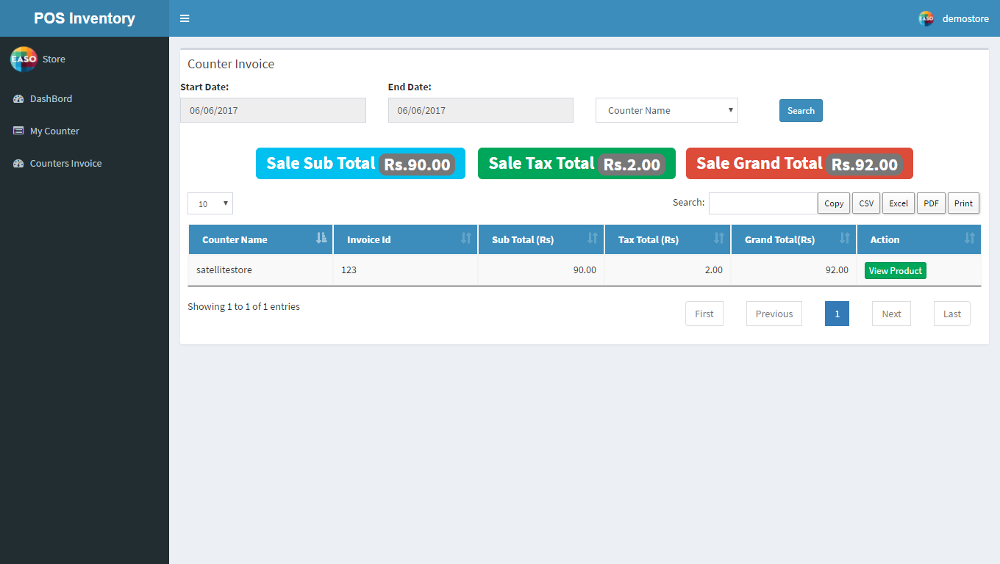 POS Inventory
EASO demostore
EASO Store
DashBord
My Counter
Counters Invoice
Counter Invoice
Start Date: End Date:
06/06/2017 06/06/2017 Counter Name Search
Sale Sub Total Rs.90.00 Sale Tax Total Rs.2.00 Sale Grand Total Rs.92.00
10 Search: Copy CSV Excel PDF Print
Counter Name Invoice Id Sub Total (Rs) Tax Total (Rs) Grand Total(Rs) Action
satellitestore 123 90.00 2.00 92.00 View Product
Showing 1 to 1 of 1 entries First Previous 1 Next Last